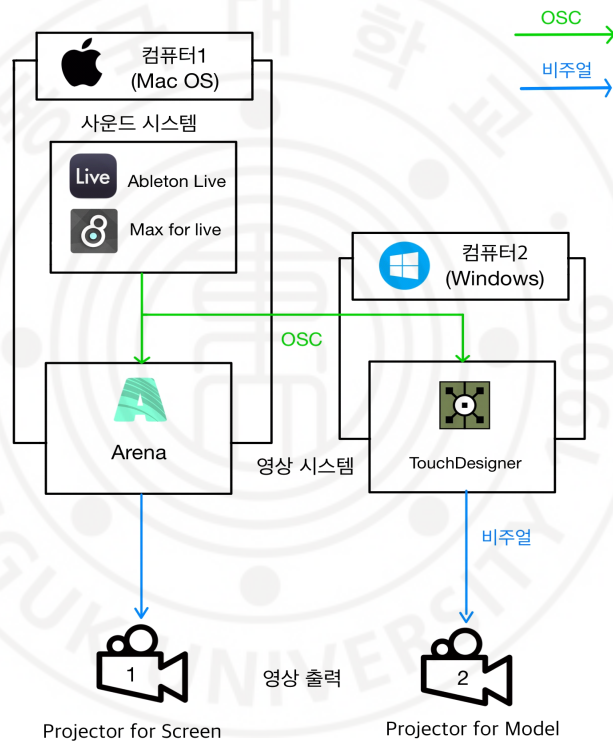 OSC
비주얼
컴퓨터1
(Mac OS)
사운드 시스템
Live
Ableton Live
Max for live
컴퓨터2
(Windows)
OSC
Arena
영상 시스템
TouchDesigner
비주얼
1
영상 출력
2
Projector for Screen
Projector for Model